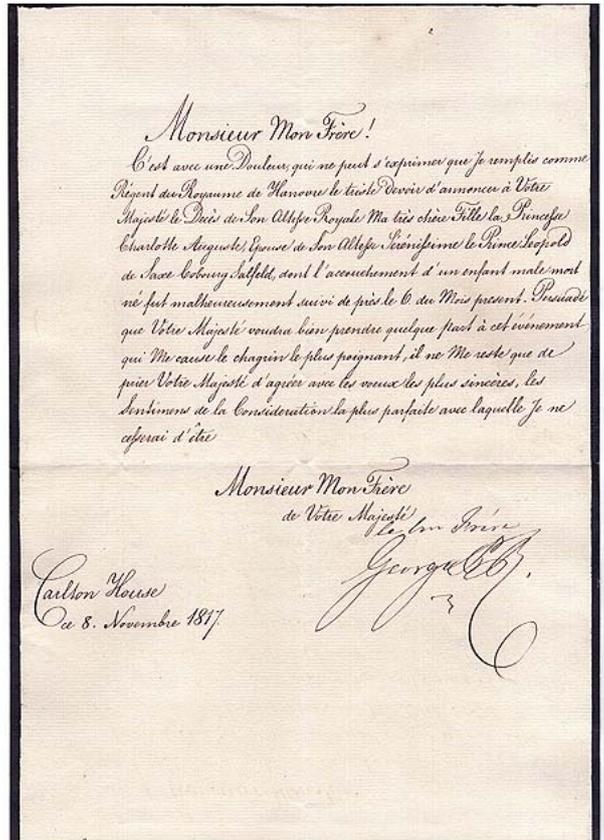 Monsieur Mon Frère!
C'est avec une Douleur, qui ne peut s'exprimer que Je remplis comme
Régent du Royaume de Hanovre le triste devoir d'annoncer à Votre
Majesté le Decès de Son Altesse Royale Ma très chère Fille la Princesse
Charlotte Auguste, Epouse de Son Altesse Sérénissime le Prince Leopold
de Saxe Cobourg Salfeld, dont l'accouchement d'un enfant male mort
né fut malheureusement suivi de près le 6 du Mois present. Persuadé
que Votre Majesté voudra bien prendre quelque part à cet événement
qui Me cause le chagrin le plus poignant, il ne Me reste que de
prier Votre Majesté d'agréer avec les voeux les plus sincères, les
Sentimens de la Consideration la plus parfaite avec laquelle Je ne
cesserai d'être
Monsieur Mon Frère
de Votre Majesté
le bon Frére
George P R.
Carlton House
ce 8. Novembre 1817.